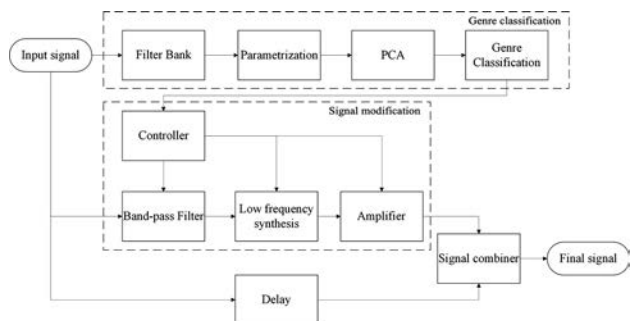 Genre classification
Input signal
Filter Bank
Parametrization
PCA
Genre
Classification
Signal modification
Controller
Band-pass Filter
Low frequency
synthesis
Amplifier
Signal combiner
Final signal
Delay